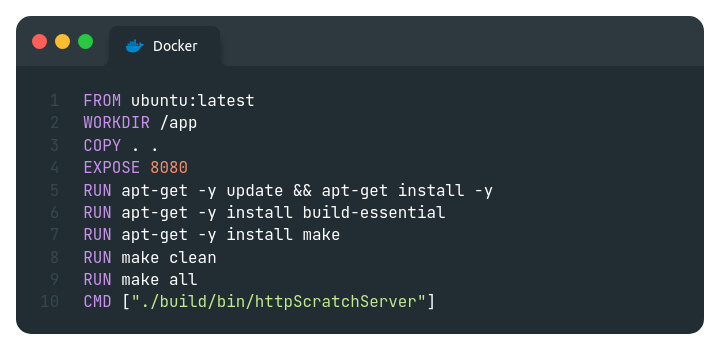 Docker
1 FROM ubuntu:latest
2 WORKDIR /app
3 COPY . .
4 EXPOSE 8080
5 RUN apt-get -y update && apt-get install -y
6 RUN apt-get -y install build-essential
7 RUN apt-get -y install make
8 RUN make clean
9 RUN make all
10 CMD ["./build/bin/httpScratchServer"]